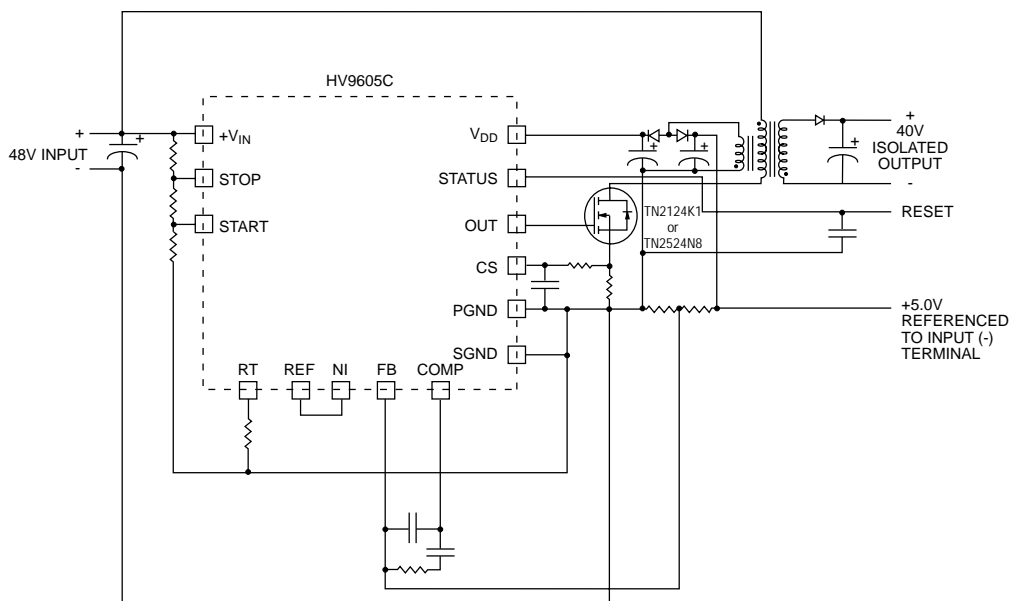 HV9605C
+
48V INPUT
-
+
+VIN
STOP
START
VDD
STATUS
OUT
CS
PGND
SGND
RT
REF
NI
FB
COMP
+
+
TN2124K1
or
TN2524N8
+
+
40V
ISOLATED
OUTPUT
-
RESET
+5.0V
REFERENCED
TO INPUT (-)
TERMINAL